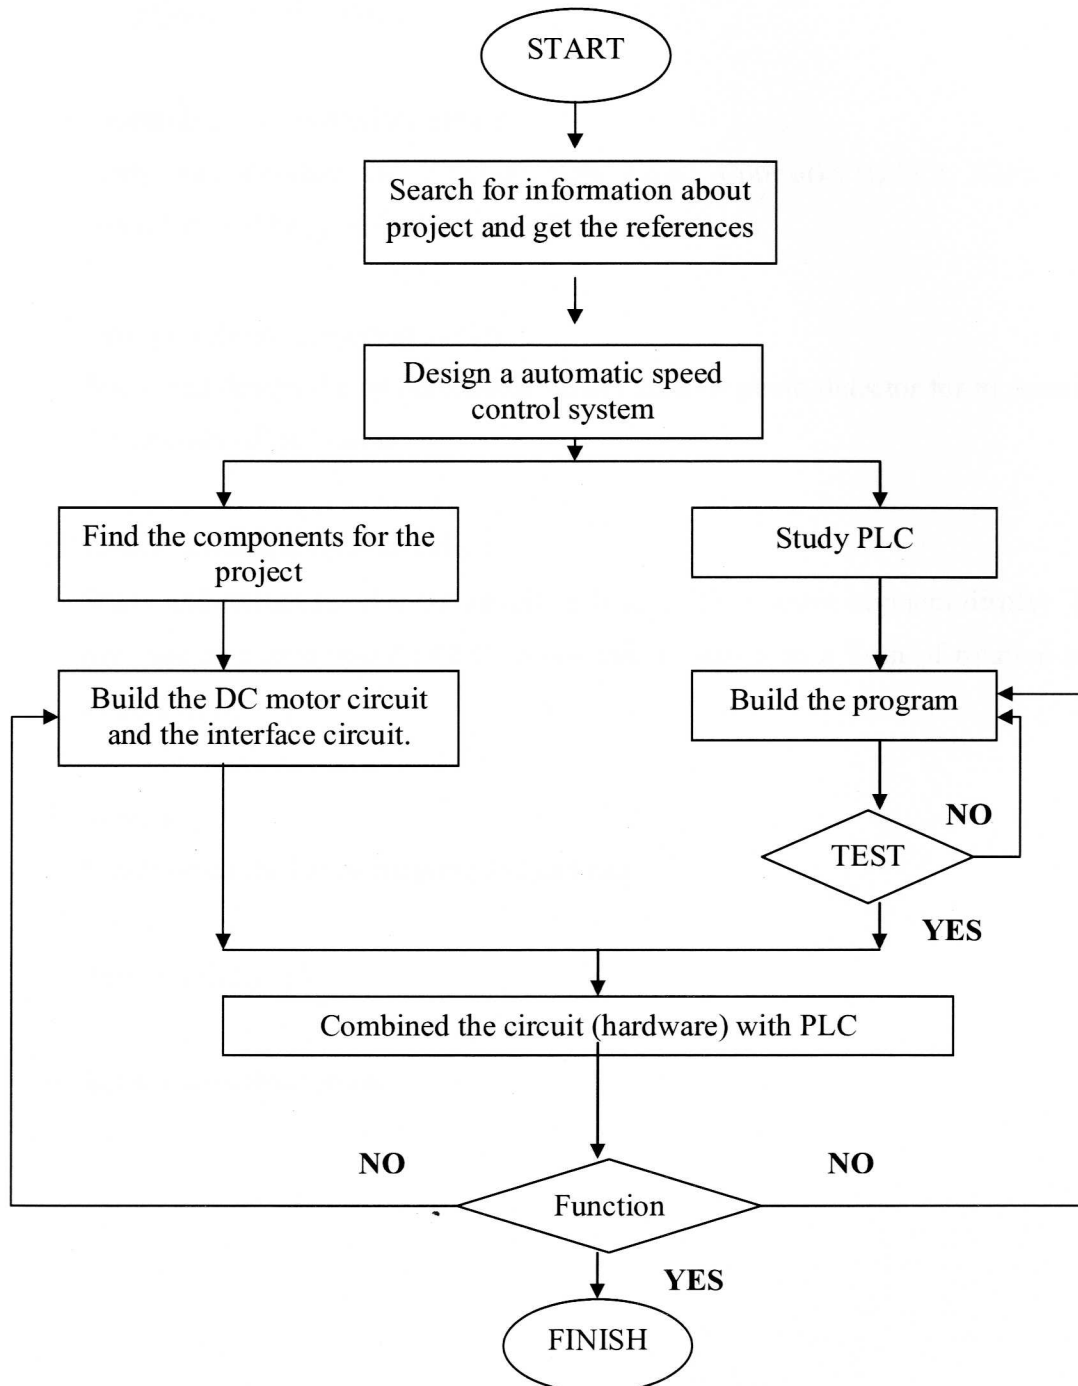 START
Search for information about
project and get the references
Design a automatic speed
control system
Find the components for the
project
Study PLC
Build the DC motor circuit
and the interface circuit.
Build the program
NO
TEST
YES
Combined the circuit (hardware) with PLC
NO
NO
Function
YES
FINISH